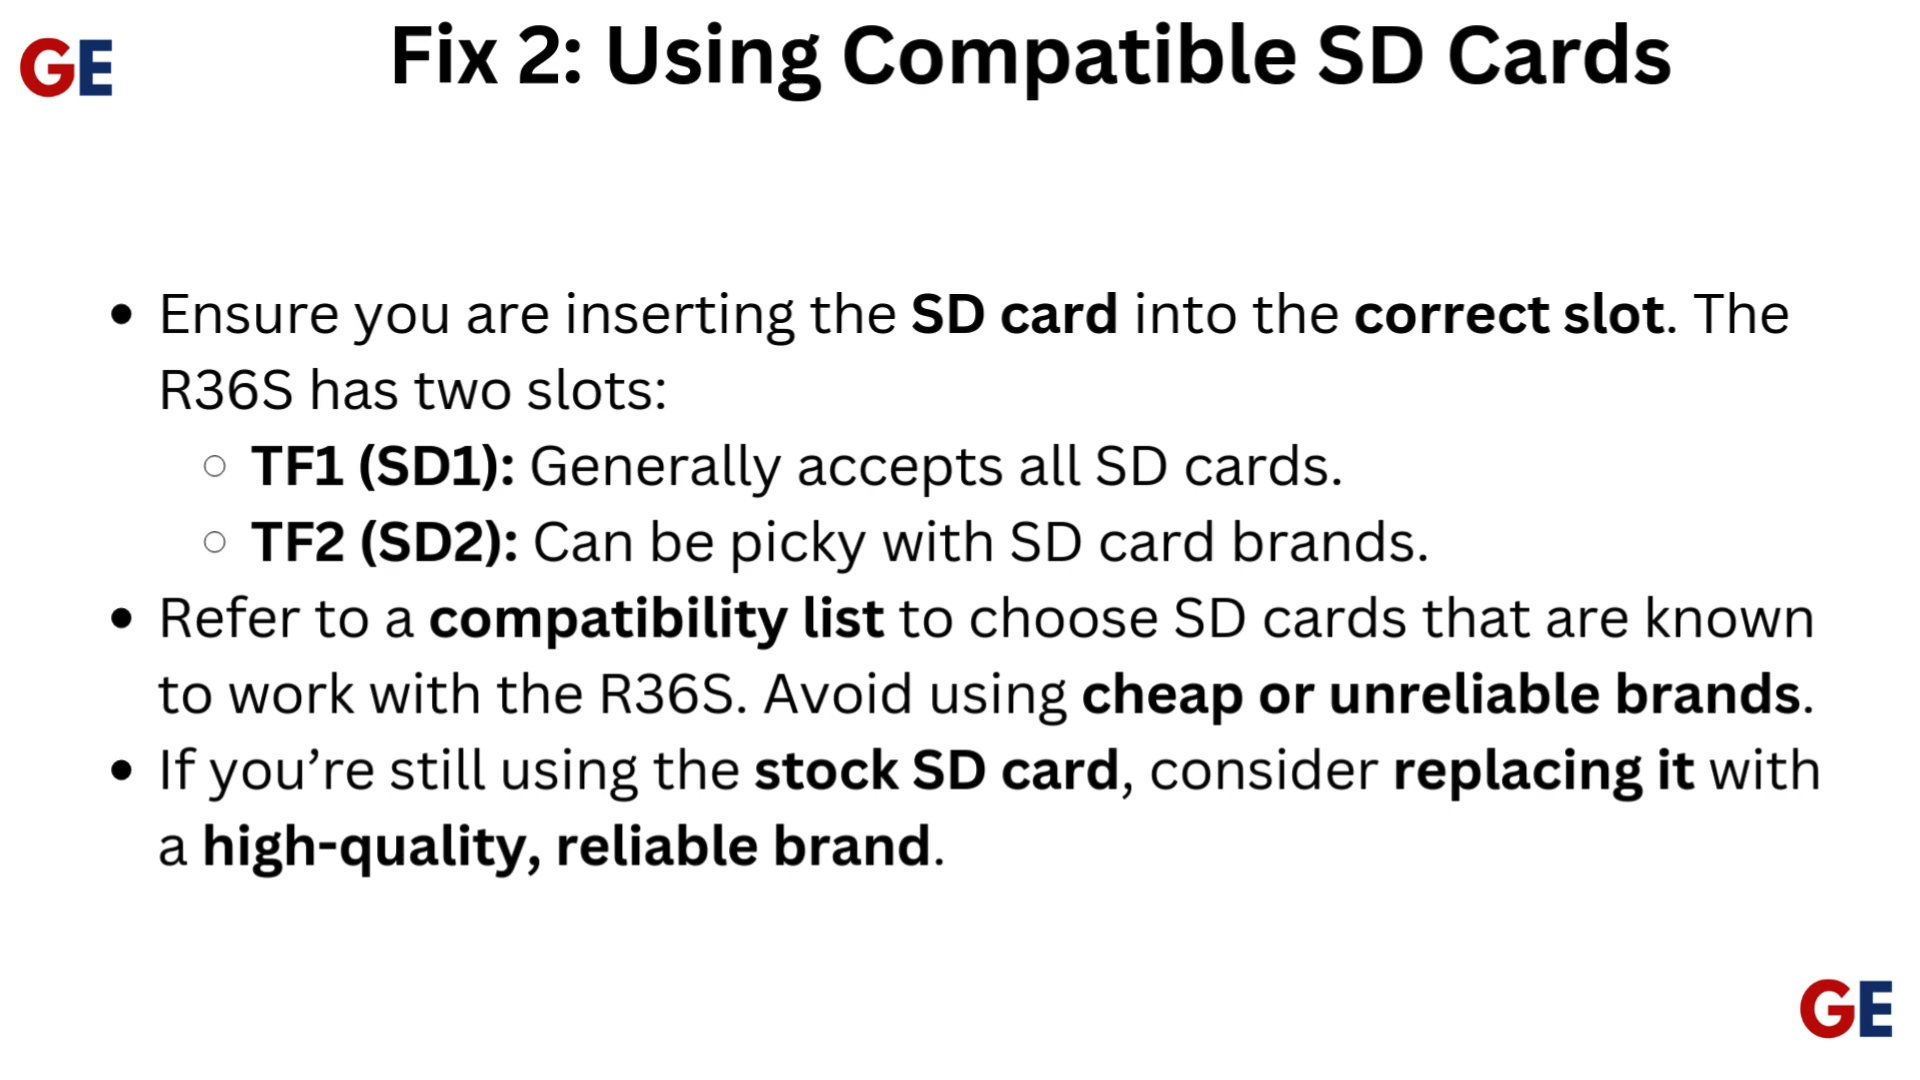 GE
Fix 2: Using Compatible SD Cards
Ensure you are inserting the SD card into the correct slot. The
R36S has two slots:
TF1 (SD1): Generally accepts all SD cards.
TF2 (SD2): Can be picky with SD card brands.
Refer to a compatibility list to choose SD cards that are known
to work with the R36S. Avoid using cheap or unreliable brands.
If you’re still using the stock SD card, consider replacing it with
a high-quality, reliable brand.
GE